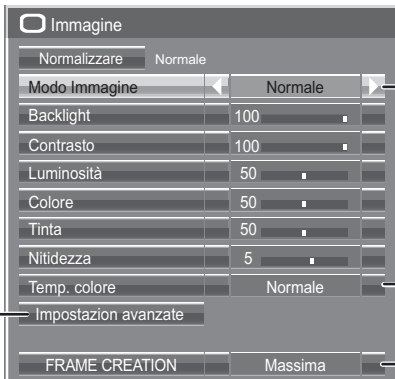 Immagine
Normalizzare Normale
Modo Immagine Normale
Backlight 100
Contrasto 100
Luminosità 50
Colore 50
Tinta 50
Nitidezza 5
Temp. colore Normale
Impostazion avanzate
FRAME CREATION Massima